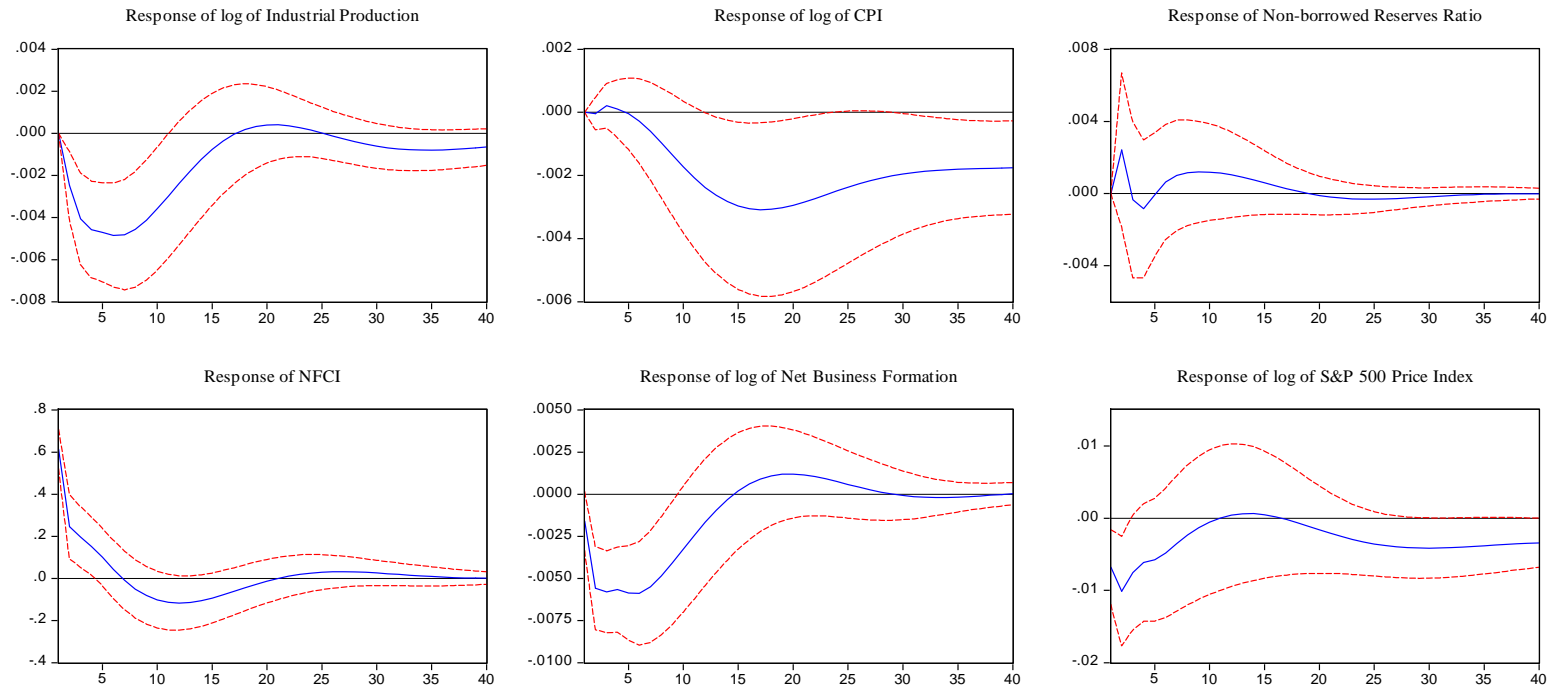 Response of log of Industrial Production
.004
.002
.000
-.002
-.004
-.006
-.008
5 10 15 20 25 30 35 40
Response of log of CPI
.002
.000
-.002
-.004
-.006
5 10 15 20 25 30 35 40
Response of Non-borrowed Reserves Ratio
.008
.004
.000
-.004
5 10 15 20 25 30 35 40
Response of NFCI
.8
.6
.4
.2
.0
-.2
-.4
5 10 15 20 25 30 35 40
Response of log of Net Business Formation
.0050
.0025
.0000
-.0025
-.0050
-.0075
-.0100
5 10 15 20 25 30 35 40
Response of log of S&P 500 Price Index
.01
.00
-.01
-.02
5 10 15 20 25 30 35 40